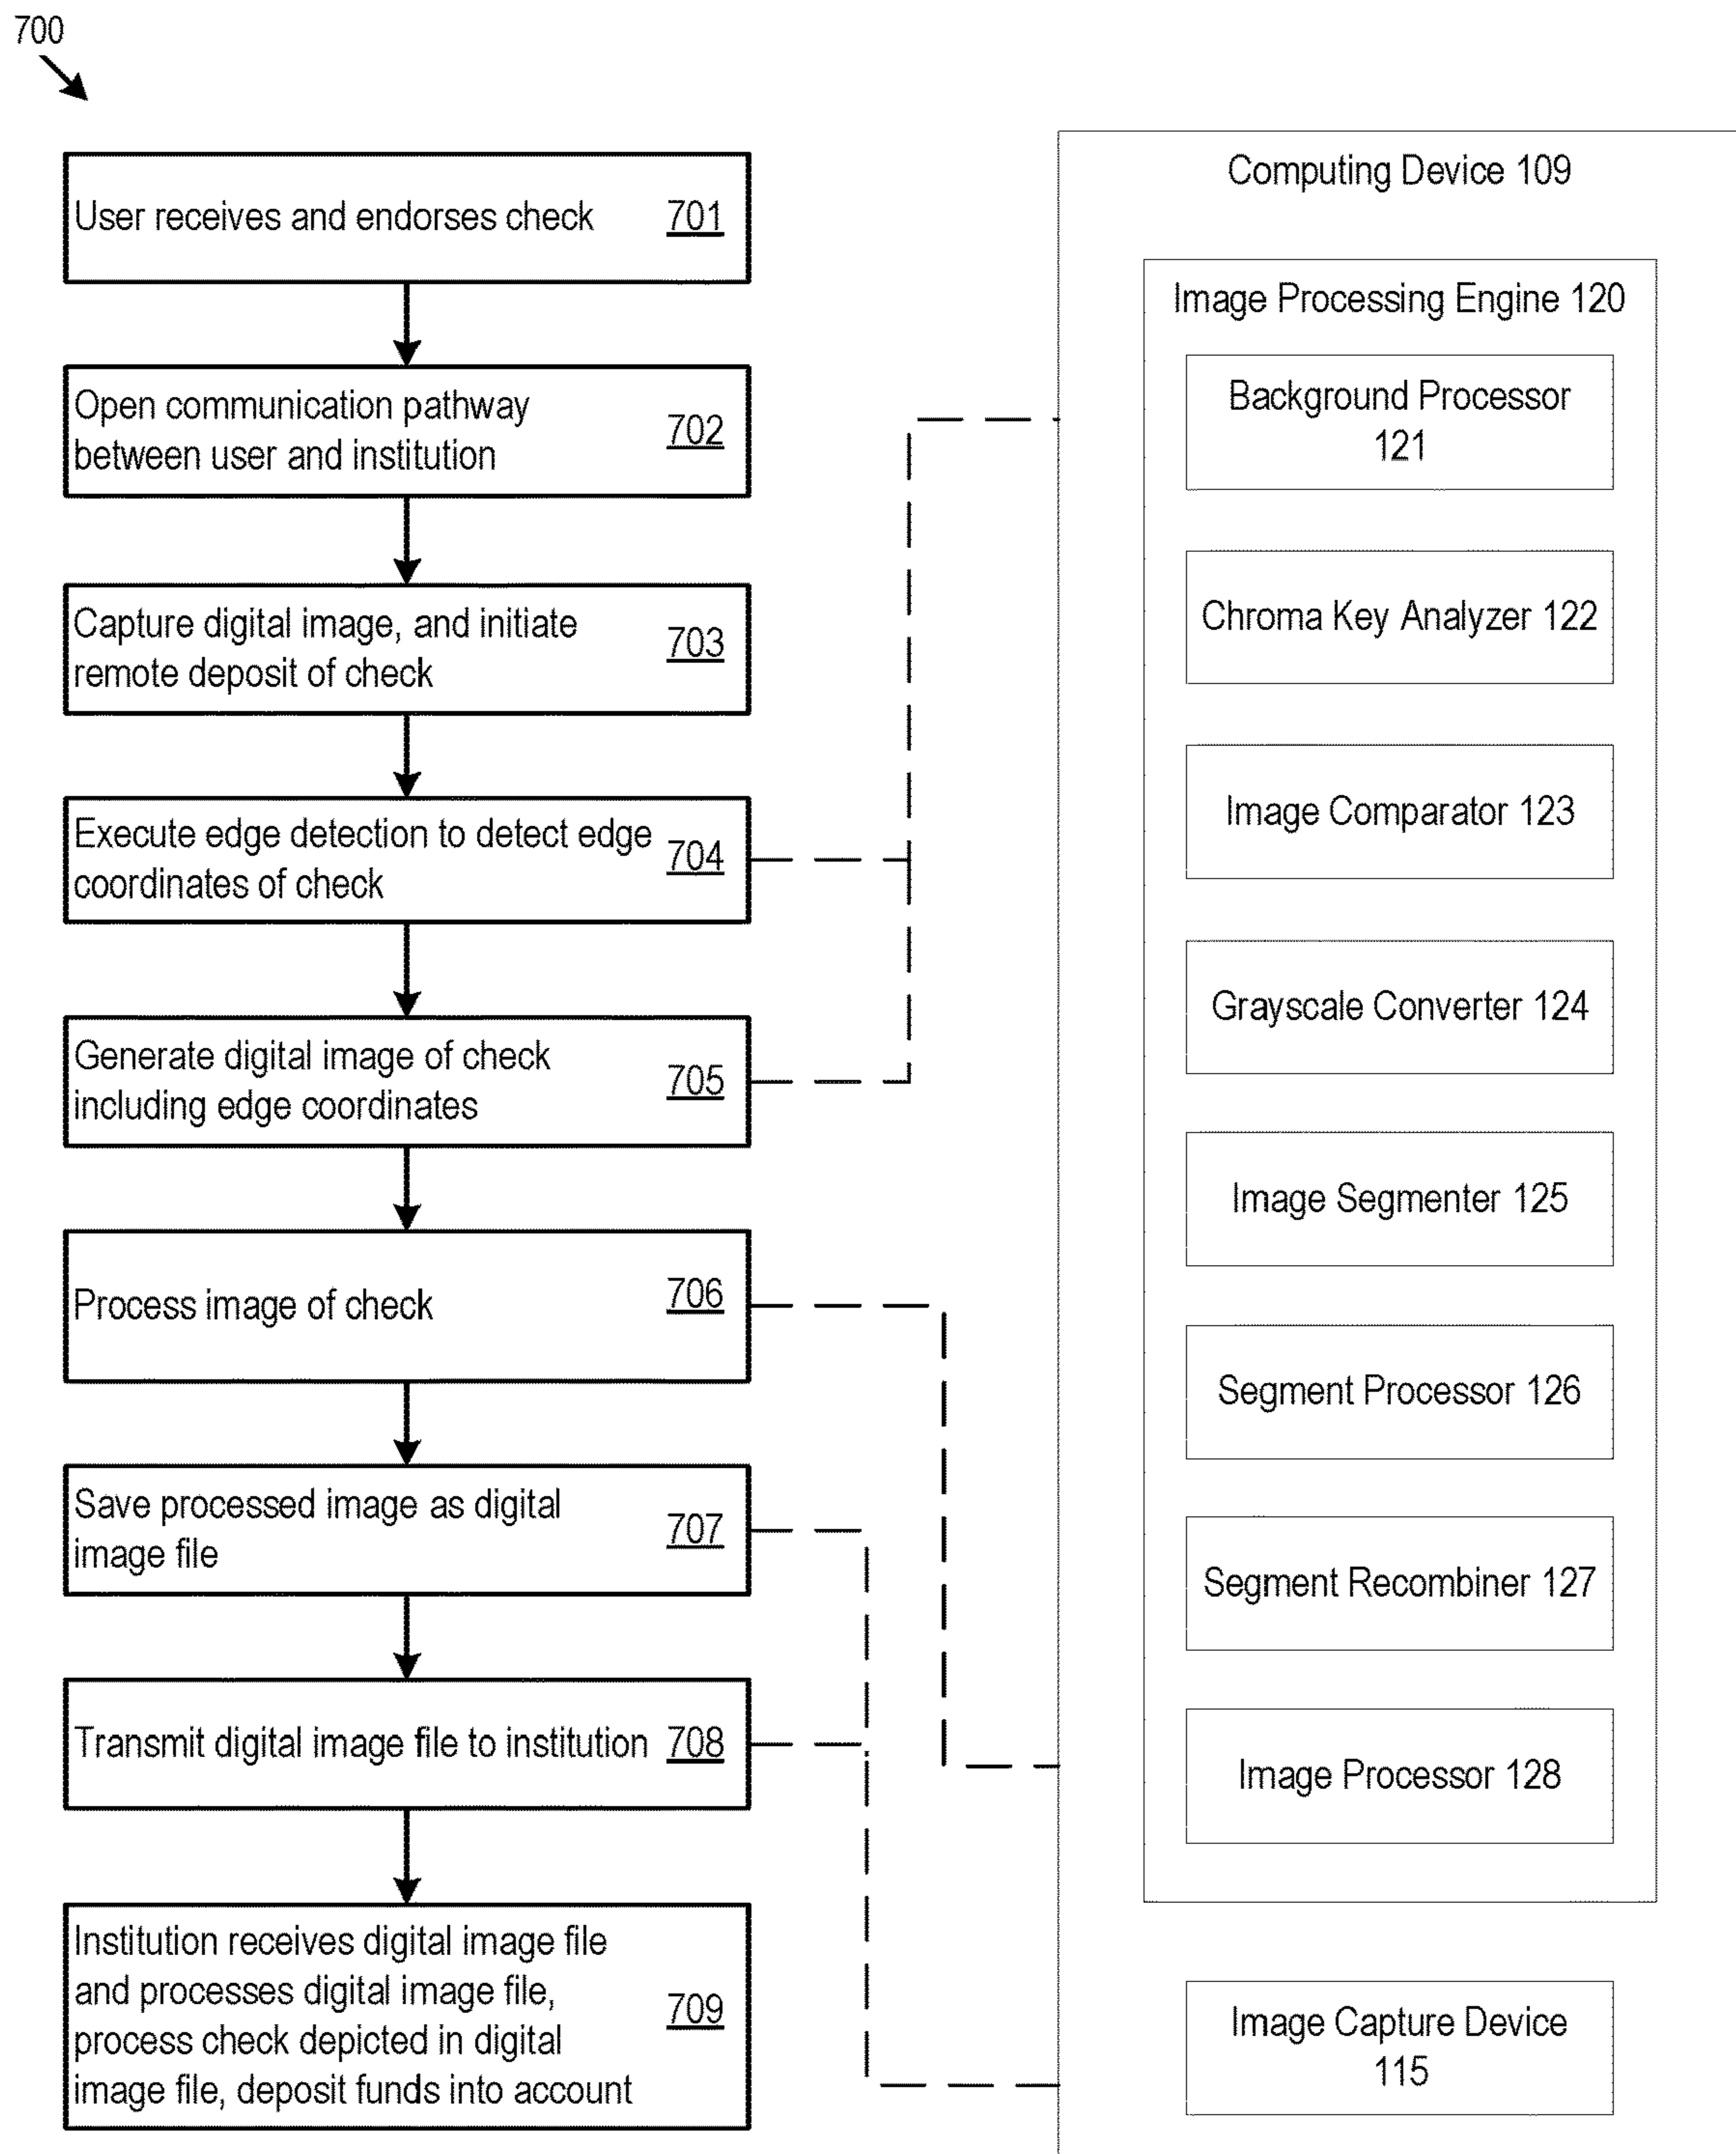 700
User receives and endorses check 701
Open communication pathway
between user and institution 702
Capture digital image, and initiate
remote deposit of check 703
Execute edge detection to detect edge
coordinates of check 704
Generate digital image of check
including edge coordinates 705
Process image of check 706
Save processed image as digital
image file 707
Transmit digital image file to institution 708
Institution receives digital image file
and processes digital image file,
process check depicted in digital
image file, deposit funds into account 709
Computing Device 109
Image Processing Engine 120
Background Processor
121
Chroma Key Analyzer 122
Image Comparator 123
Grayscale Converter 124
Image Segmenter 125
Segment Processor 126
Segment Recombiner 127
Image Processor 128
Image Capture Device
115